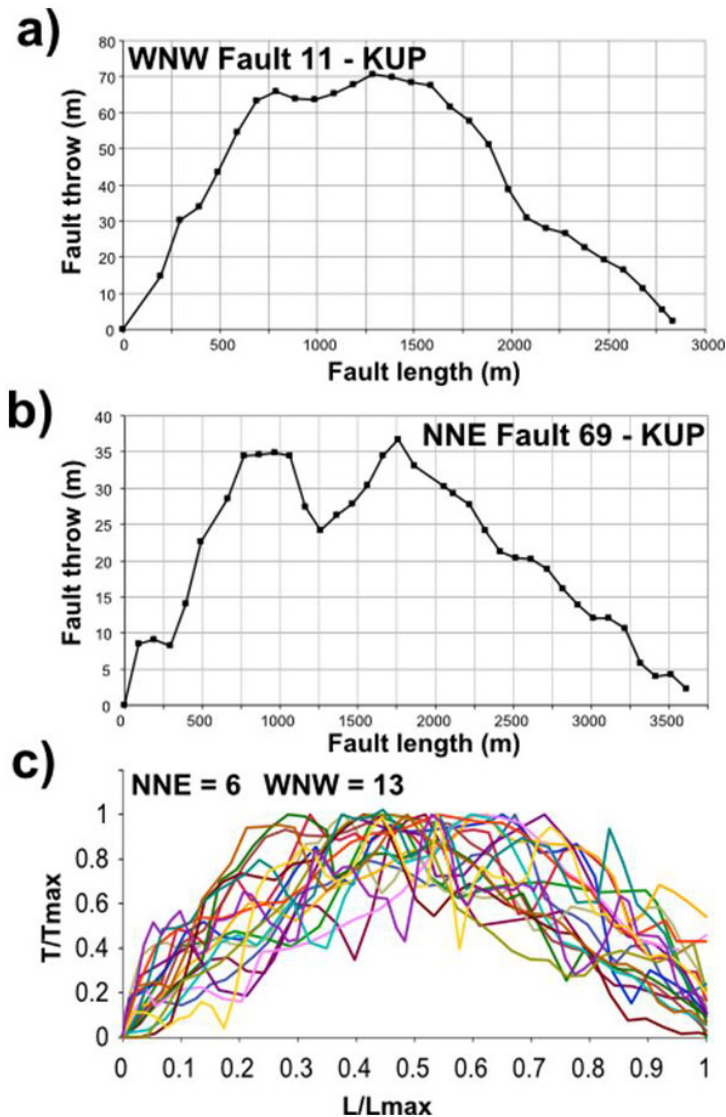 a)
WNW Fault 11 - KUP
Fault throw (m)
80
70
60
50
40
30
20
10
0
0 500 1000 1500 2000 2500 3000
Fault length (m)
b)
NNE Fault 69 - KUP
Fault throw (m)
40
35
30
25
20
15
10
5
0
0 500 1000 1500 2000 2500 3000 3500
Fault length (m)
c)
NNE = 6 WNW = 13
T/Tmax
1
0.8
0.6
0.4
0.2
0
0 0.1 0.2 0.3 0.4 0.5 0.6 0.7 0.8 0.9 1
L/Lmax